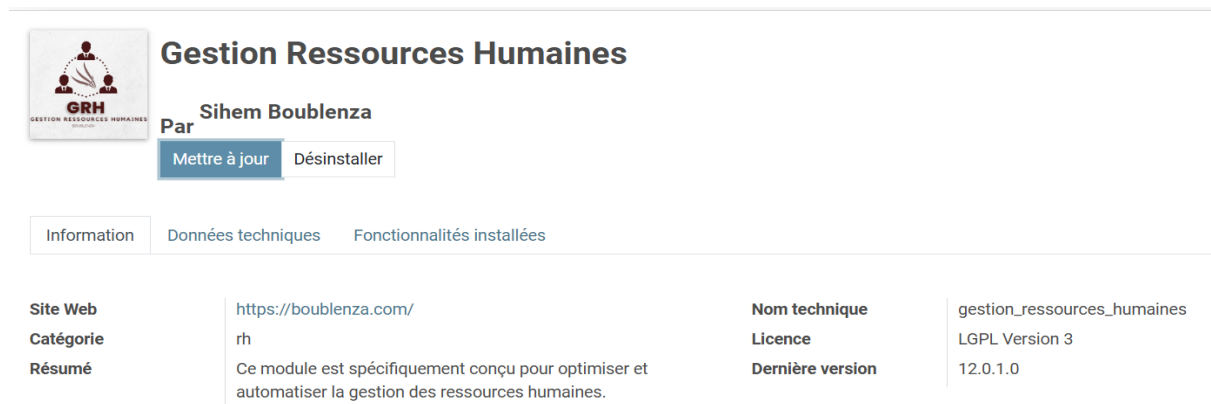 Gestion Ressources Humaines
GRH
GESTION RESSOURCES HUMAINES
BOUBLENZA
Par Sihem Boublenza
Mettre à jour Désinstaller
Information Données techniques Fonctionnalités installées
Site Web https://boublenza.com/
Nom technique gestion_ressources_humaines
Catégorie rh
Licence LGPL Version 3
Résumé Ce module est spécifiquement conçu pour optimiser et
automatiser la gestion des ressources humaines.
Dernière version 12.0.1.0